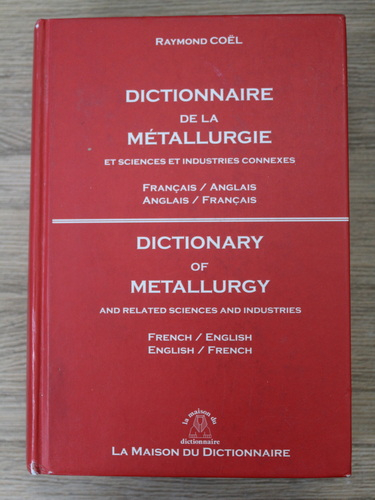 RAYMOND COËL
DICTIONNAIRE
DE LA
MÉTALLURGIE
ET SCIENCES ET INDUSTRIES CONNEXES
FRANÇAIS / ANGLAIS
ANGLAIS / FRANÇAIS
DICTIONARY
OF
METALLURGY
AND RELATED SCIENCES AND INDUSTRIES
FRENCH / ENGLISH
ENGLISH / FRENCH
la maison du
dictionnaire
LA MAISON DU DICTIONNAIRE